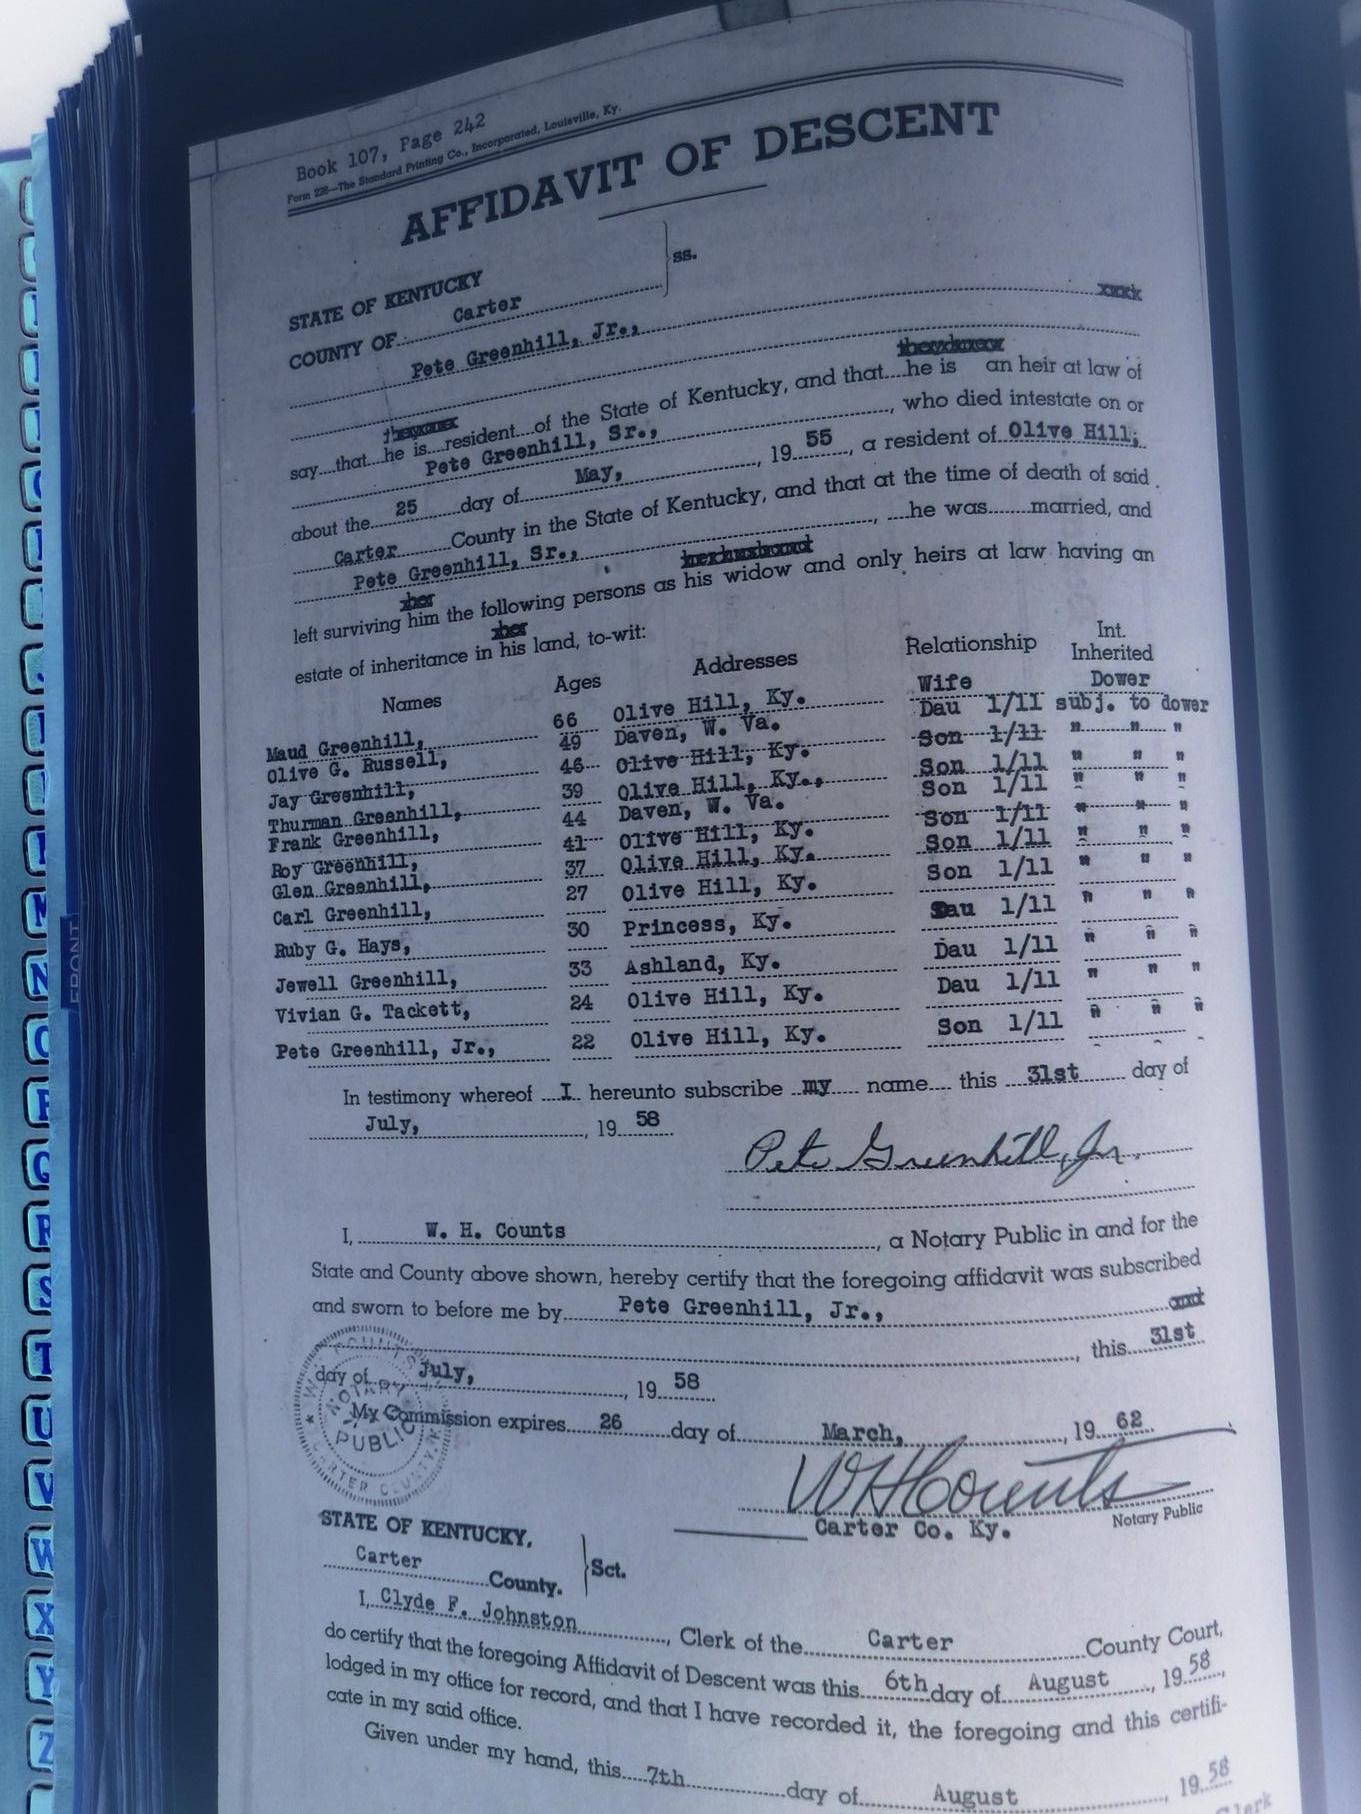 Book 107, Page 242
Form 228—The Standard Printing Co., Incorporated, Louisville, Ky.
AFFIDAVIT OF DESCENT
STATE OF KENTUCKY
ss.
COUNTY OF Carter
Pete Greenhill, Jr.,
say that he is resident of the State of Kentucky, and that he is an heir at law of
Pete Greenhill, Sr., who died intestate on or
about the 25 day of May, 19 55, a resident of Olive Hill,
Carter County in the State of Kentucky, and that at the time of death of said
Pete Greenhill, Sr., he was married, and
left surviving him the following persons as his widow and only heirs at law having an
estate of inheritance in his land, to-wit:
Names Ages Addresses Relationship Int. Inherited
Maud Greenhill, 66 Olive Hill, Ky. Wife Dower
Olive G. Russell, 49 Daven, W. Va. Dau 1/11 subj. to dower
Jay Greenhill, 46 Olive Hill, Ky. Son 1/11 " " "
Thurman Greenhill, 39 Olive Hill, Ky., Son 1/11 " " "
Frank Greenhill, 44 Daven, W. Va. Son 1/11 " " "
Roy Greenhill, 41 Olive Hill, Ky. Son 1/11 " " "
Glen Greenhill, 37 Olive Hill, Ky. Son 1/11 " " "
Carl Greenhill, 27 Olive Hill, Ky. Son 1/11 " " "
Ruby G. Hays, 30 Princess, Ky. Dau 1/11 " " "
Jewell Greenhill, 33 Ashland, Ky. Dau 1/11 " " "
Vivian G. Tackett, 24 Olive Hill, Ky. Dau 1/11 " " "
Pete Greenhill, Jr., 22 Olive Hill, Ky. Son 1/11 " " "
In testimony whereof I hereunto subscribe my name this 31st day of
July, 19 58
Pete Greenhill, Jr.
I, W. H. Counts, a Notary Public in and for the
State and County above shown, hereby certify that the foregoing affidavit was subscribed
and sworn to before me by Pete Greenhill, Jr.,
this 31st
day of July, 19 58
My Commission expires 26 day of March, 19 62
NOTARY PUBLIC
W H Counts
Notary Public
Carter Co. Ky.
STATE OF KENTUCKY,
Carter County. Sct.
I, Clyde F. Johnston, Clerk of the Carter County Court,
do certify that the foregoing Affidavit of Descent was this 6th day of August, 19 58,
lodged in my office for record, and that I have recorded it, the foregoing and this certifi-
cate in my said office.
Given under my hand, this 7th day of August, 19 58
Clerk
FRONT
M
N
O
P
Q
R
S
T
U
V
W
X
Y
Z